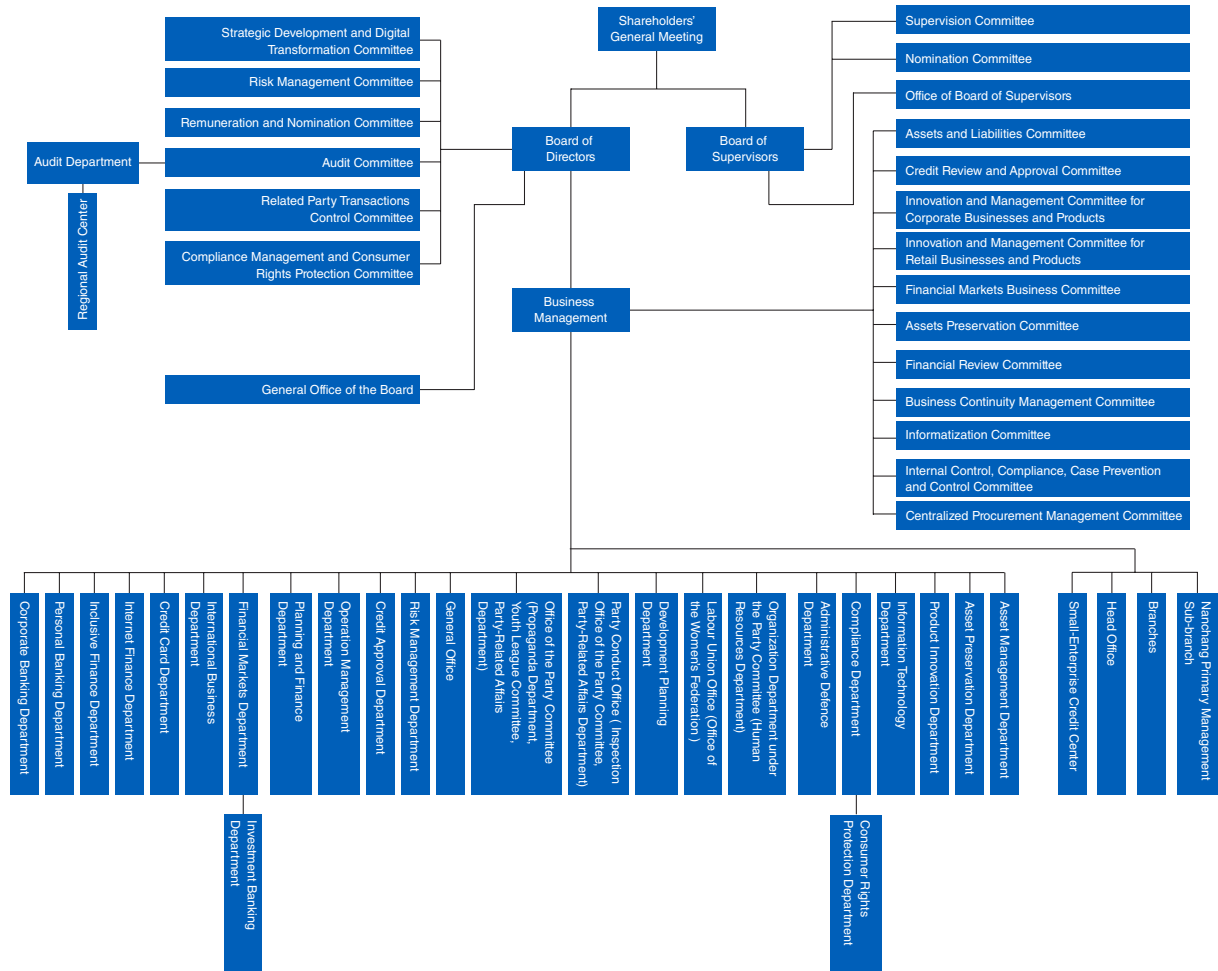 Shareholders'
General Meeting
Strategic Development and Digital
Transformation Committee
Risk Management Committee
Remuneration and Nomination Committee
Audit Committee
Related Party Transactions
Control Committee
Compliance Management and Consumer
Rights Protection Committee
General Office of the Board
Audit Department
Regional Audit Center
Board of
Directors
Board of
Supervisors
Business
Management
Supervision Committee
Nomination Committee
Office of Board of Supervisors
Assets and Liabilities Committee
Credit Review and Approval Committee
Innovation and Management Committee for
Corporate Businesses and Products
Innovation and Management Committee for
Retail Businesses and Products
Financial Markets Business Committee
Assets Preservation Committee
Financial Review Committee
Business Continuity Management Committee
Informatization Committee
Internal Control, Compliance, Case Prevention
and Control Committee
Centralized Procurement Management Committee
Corporate Banking Department
Personal Banking Department
Inclusive Finance Department
Internet Finance Department
Credit Card Department
International Business
Department
Financial Markets Department
Planning and Finance
Department
Operation Management
Department
Credit Approval Department
Risk Management Department
General Office
Office of the Party Committee
(Propaganda Department,
Youth League Committee,
Party-Related Affairs
Department)
Party Conduct Office ( Inspection
Office of the Party Committee,
Party-Related Affairs Department)
Development Planning
Department
Labour Union Office (Office of
the Women's Federation )
Organization Department under
the Party Committee (Human
Resources Department)
Administrative Defence
Department
Compliance Department
Information Technology
Department
Product Innovation Department
Asset Preservation Department
Asset Management Department
Small-Enterprise Credit Center
Head Office
Branches
Nanchang Primary Management
Sub-branch
Investment Banking
Department
Consumer Rights
Protection Department